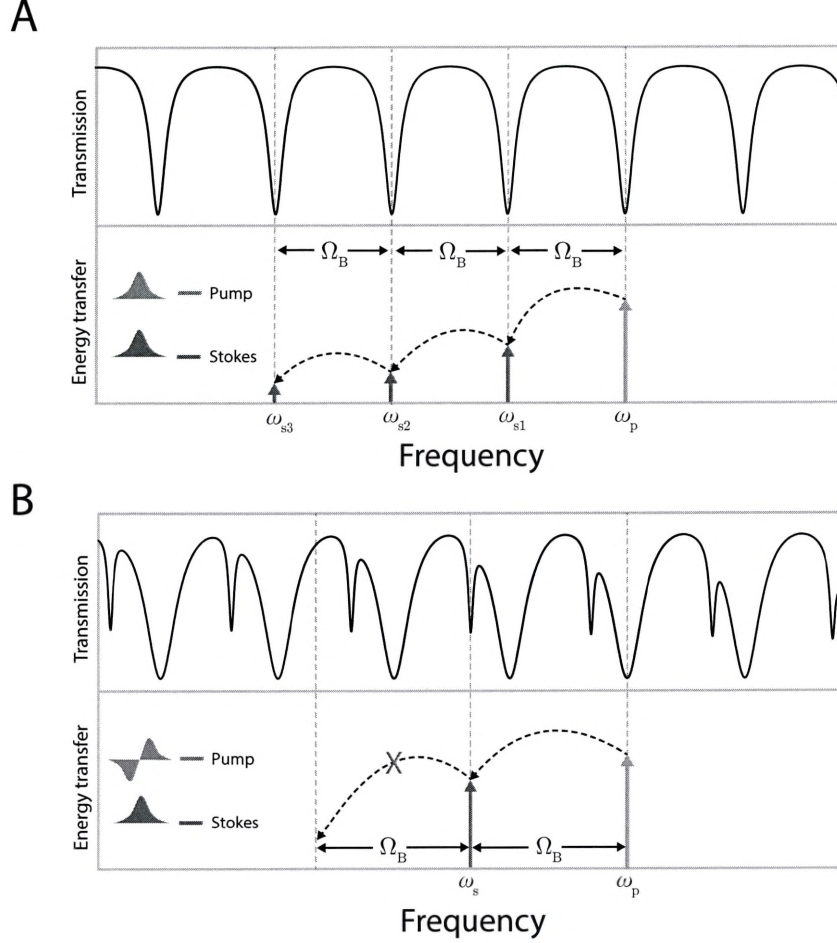 A
Transmission
Energy transfer
Ω_B Ω_B Ω_B
Pump
Stokes
ω_s3 ω_s2 ω_s1 ω_p
Frequency
B
Transmission
Energy transfer
Pump
X
Stokes
Ω_B Ω_B
ω_s ω_p
Frequency